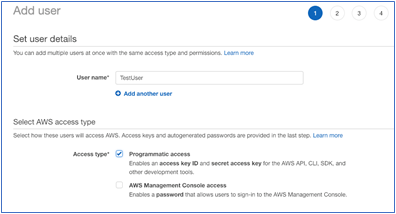 Add user
1 2 3 4
Set user details
You can add multiple users at once with the same access type and permissions. Learn more
User name* TestUser
Add another user
Select AWS access type
Select how these users will access AWS. Access keys and autogenerated passwords are provided in the last step. Learn more
Access type* Programmatic access
Enables an access key ID and secret access key for the AWS API, CLI, SDK, and
other development tools.
AWS Management Console access
Enables a password that allows users to sign-in to the AWS Management Console.